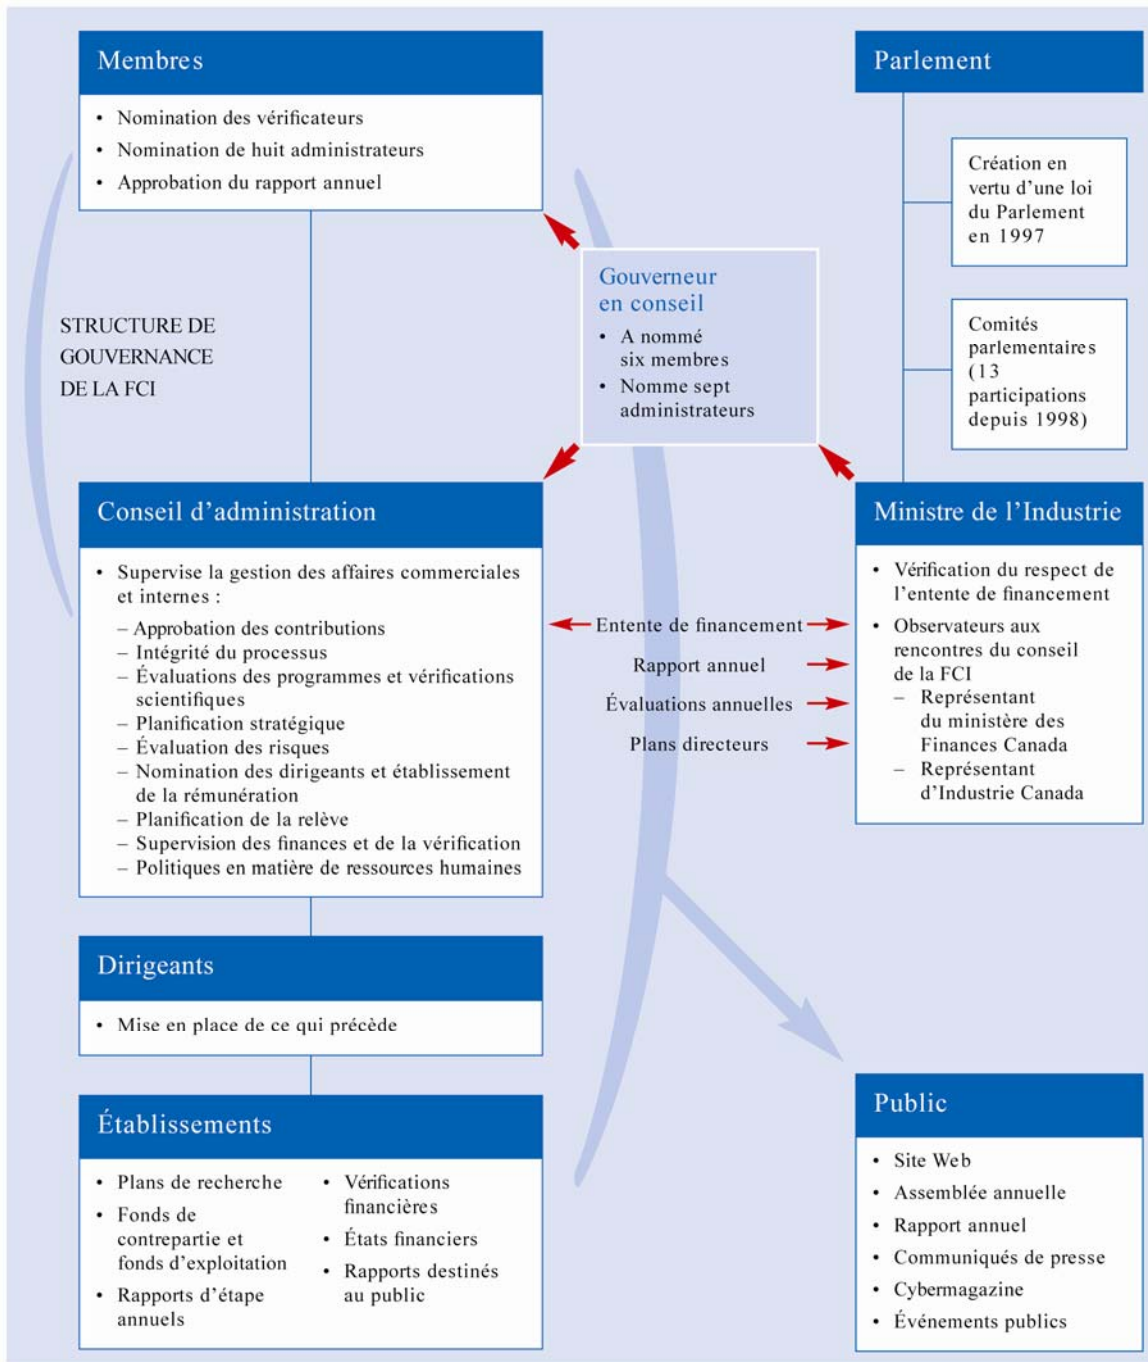 Membres
• Nomination des vérificateurs
• Nomination de huit administrateurs
• Approbation du rapport annuel
Parlement
Création en
vertu d’une loi
du Parlement
en 1997
Comités
parlementaires
(13
participations
depuis 1998)
Gouverneur
en conseil
• A nommé
six membres
• Nomme sept
administrateurs
STRUCTURE DE
GOUVERNANCE
DE LA FCI
Conseil d’administration
• Supervise la gestion des affaires commerciales
et internes :
– Approbation des contributions
– Intégrité du processus
– Évaluations des programmes et vérifications
scientifiques
– Planification stratégique
– Évaluation des risques
– Nomination des dirigeants et établissement
de la rémunération
– Planification de la relève
– Supervision des finances et de la vérification
– Politiques en matière de ressources humaines
Entente de financement
Rapport annuel
Évaluations annuelles
Plans directeurs
Ministre de l’Industrie
• Vérification du respect de
l’entente de financement
• Observateurs aux
rencontres du conseil
de la FCI
– Représentant
du ministère des
Finances Canada
– Représentant
d’Industrie Canada
Dirigeants
• Mise en place de ce qui précède
Établissements
• Plans de recherche
• Fonds de
contrepartie et
fonds d’exploitation
• Rapports d’étape
annuels
• Vérifications
financières
• États financiers
• Rapports destinés
au public
Public
• Site Web
• Assemblée annuelle
• Rapport annuel
• Communiqués de presse
• Cybermagazine
• Événements publics